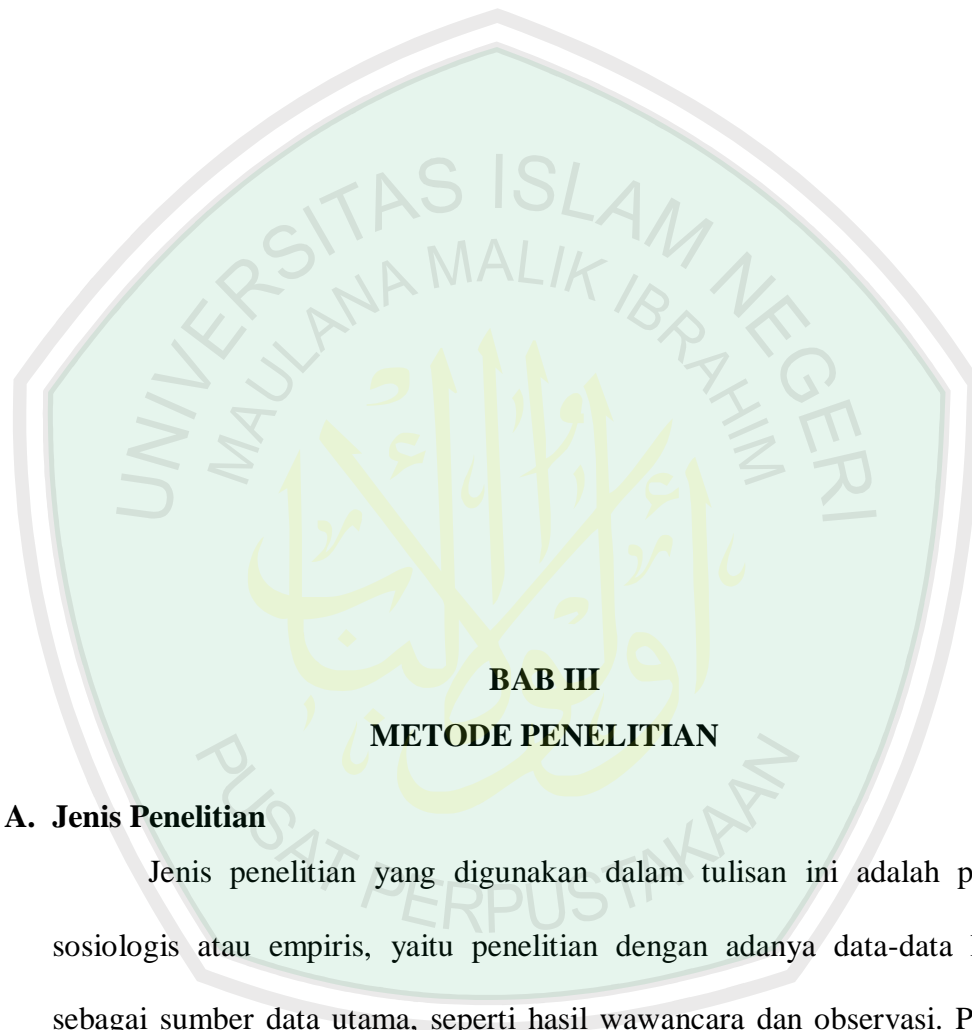 UNIVERSITAS ISLAM NEGERI
MAULANA MALIK IBRAHIM
BAB III
METODE PENELITIAN
A. Jenis Penelitian
Jenis penelitian yang digunakan dalam tulisan ini adalah p
sosiologis atau empiris, yaitu penelitian dengan adanya data-data
sebagai sumber data utama, seperti hasil wawancara dan observasi. P
PUSAT PERPUSTAKAAN